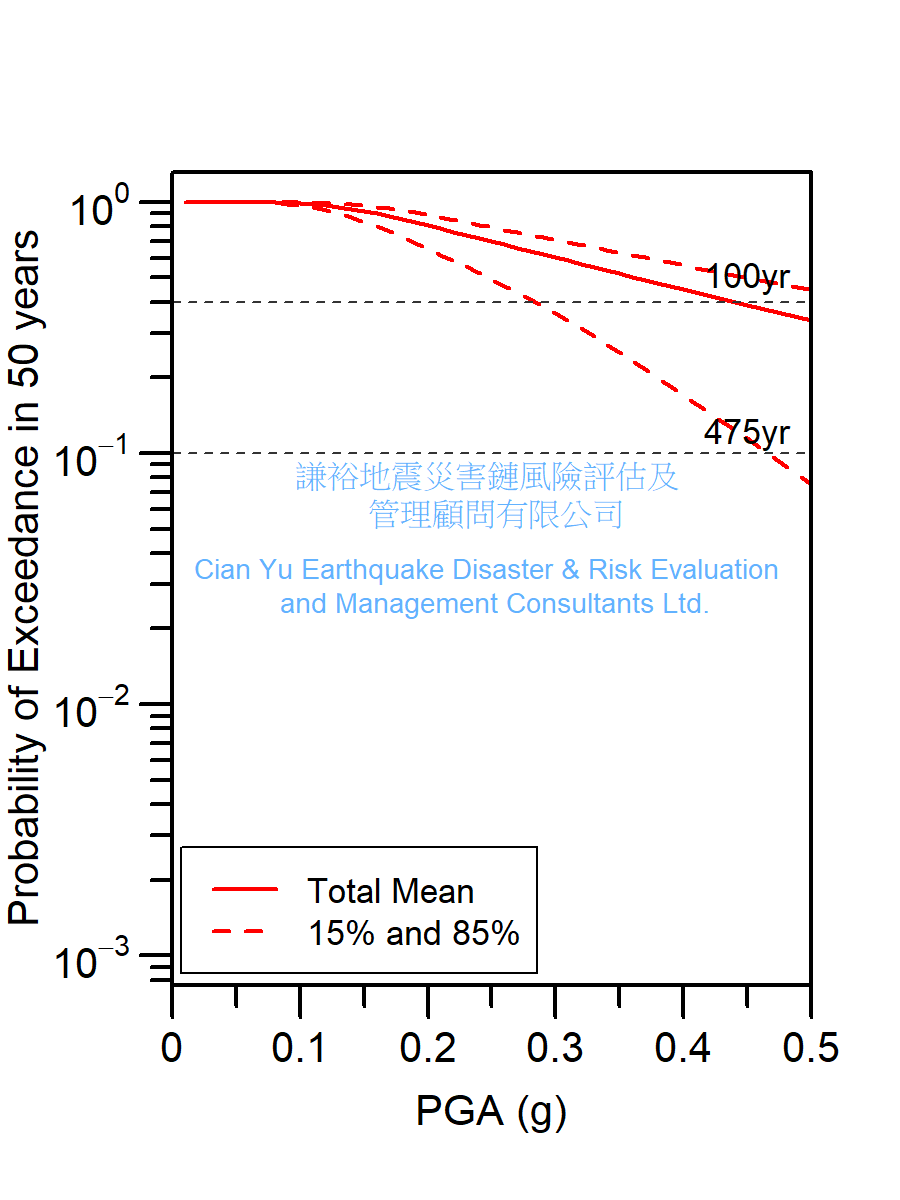 10⁰
100yr
475yr
10⁻¹
謙裕地震災害鏈風險評估及
管理顧問有限公司
Cian Yu Earthquake Disaster & Risk Evaluation
and Management Consultants Ltd.
10⁻²
10⁻³
Probability of Exceedance in 50 years
Total Mean
15% and 85%
0 0.1 0.2 0.3 0.4 0.5
PGA (g)